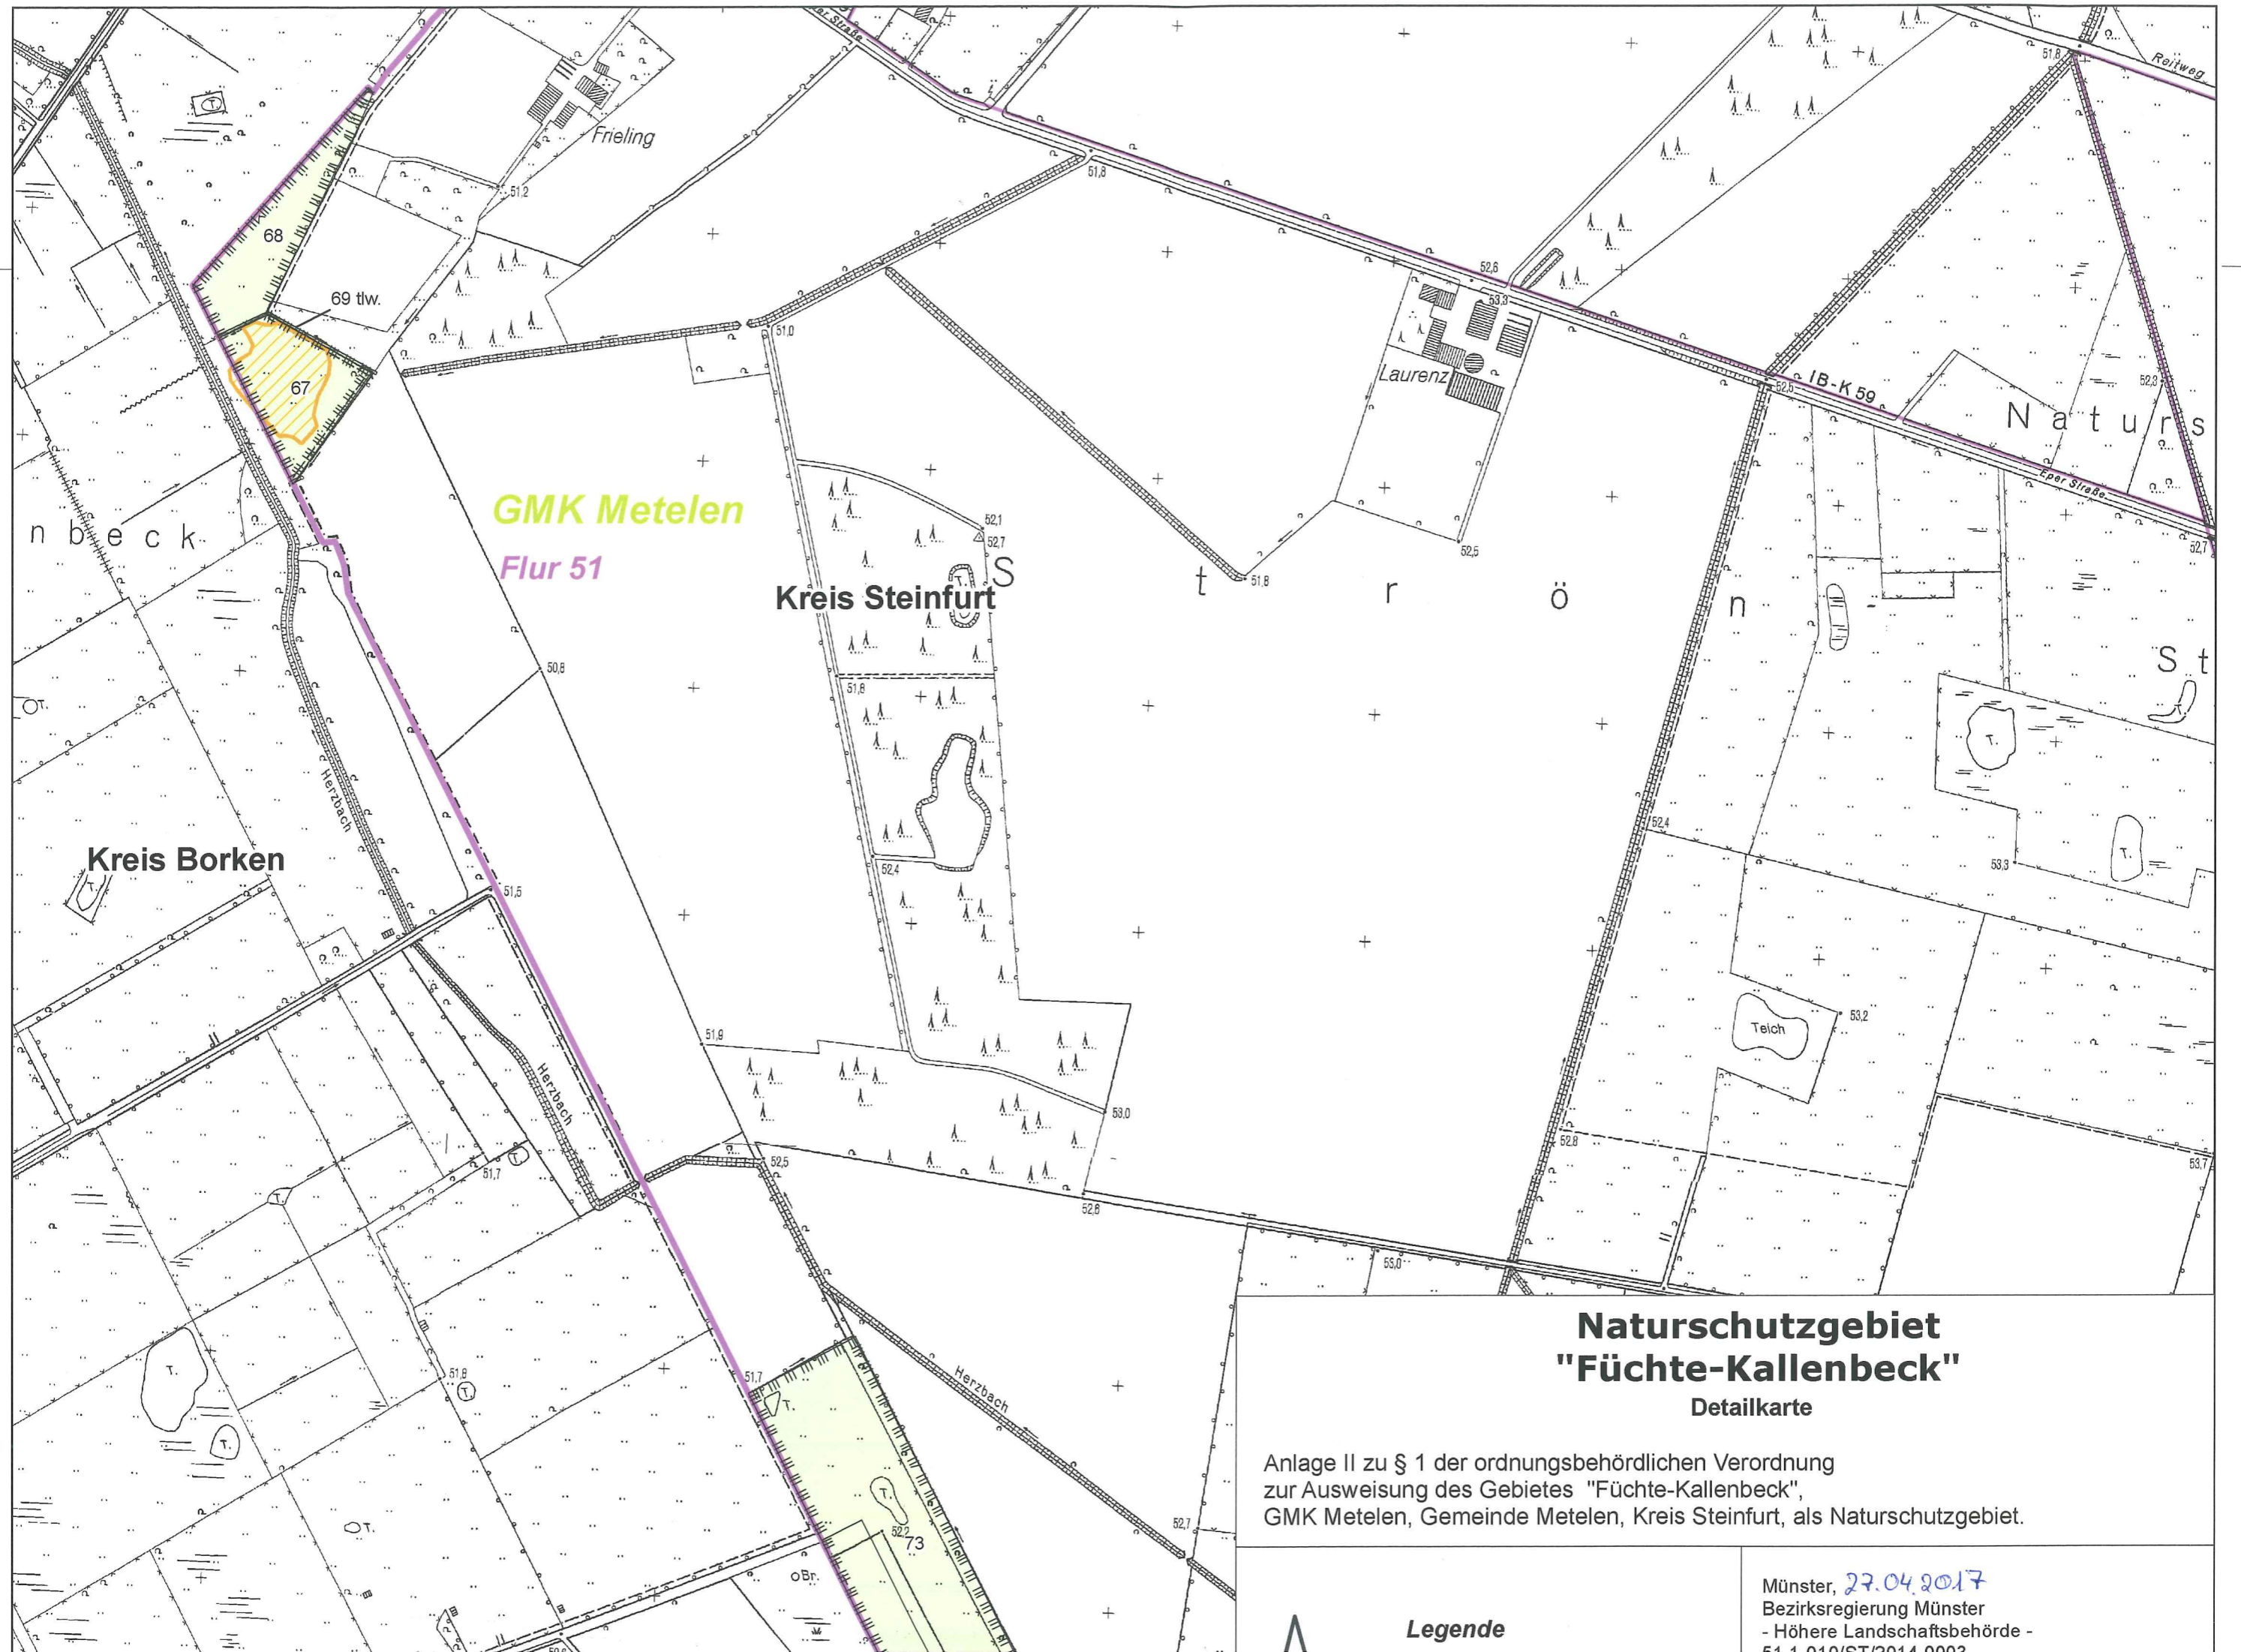 Reitweg
51,8
Frieling
51,2
51,8
68
69 tlw.
67
51,0
52,6
53,3
Laurenz
52,5
IB-K 59
52,3
Naturs
Eper Straße
52,7
GMK Metelen
Flur 51
nbeck
52,1
52,7
T.
Kreis Steinfurt
S t r ö n -
51,8
52,5
St
T.
50,8
51,8
T.
T.
Herzbach
Kreis Borken
T.
52,4
52,4
53,3
T.
51,5
53,2
Teich
51,9
Herzbach
53,0
52,8
53,7
51,7
T.
52,5
T.
52,6
T.
51,8
T.
T.
51,7
T.
Herzbach
T.
52,2
73
T.
52,7
oBr.
Naturschutzgebiet
"Füchte-Kallenbeck"
Detailkarte
Anlage II zu § 1 der ordnungsbehördlichen Verordnung
zur Ausweisung des Gebietes "Füchte-Kallenbeck",
GMK Metelen, Gemeinde Metelen, Kreis Steinfurt, als Naturschutzgebiet.
Legende
Münster, 27.04.2017
Bezirksregierung Münster
- Höhere Landschaftsbehörde -